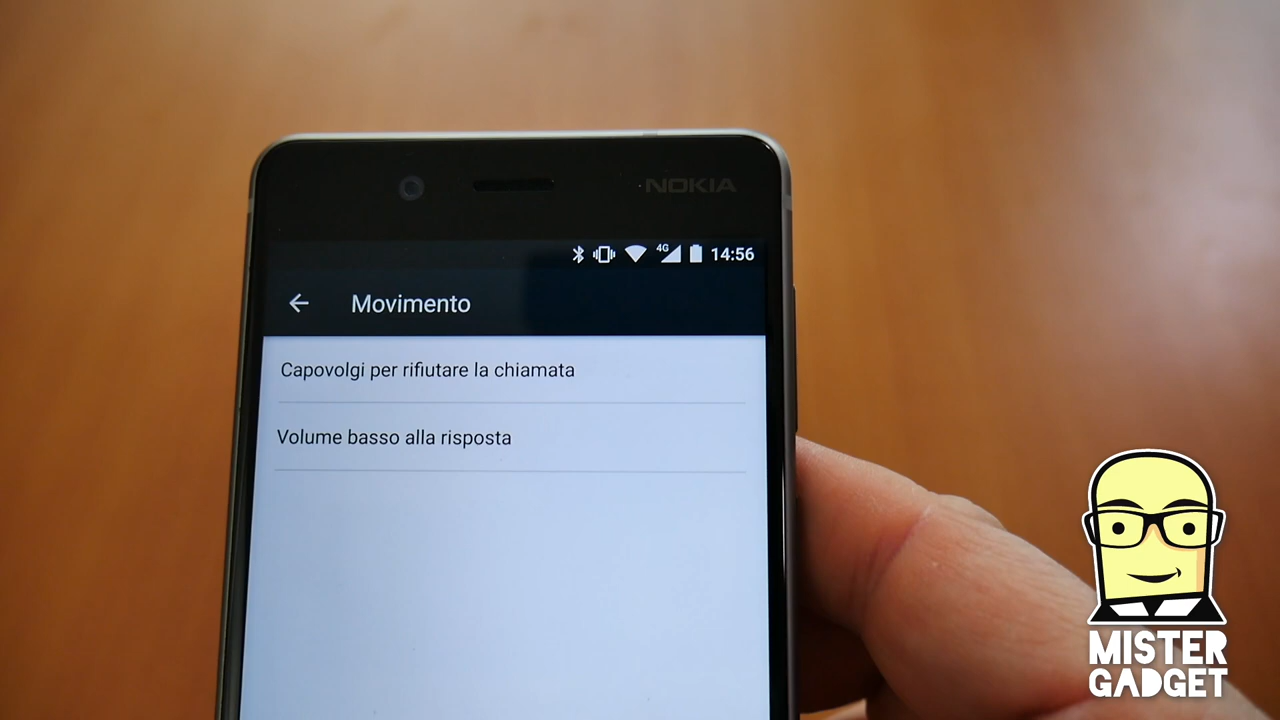 NOKIA
4G 14:56
Movimento
Capovolgi per rifiutare la chiamata
Volume basso alla risposta
MISTER
GADGET